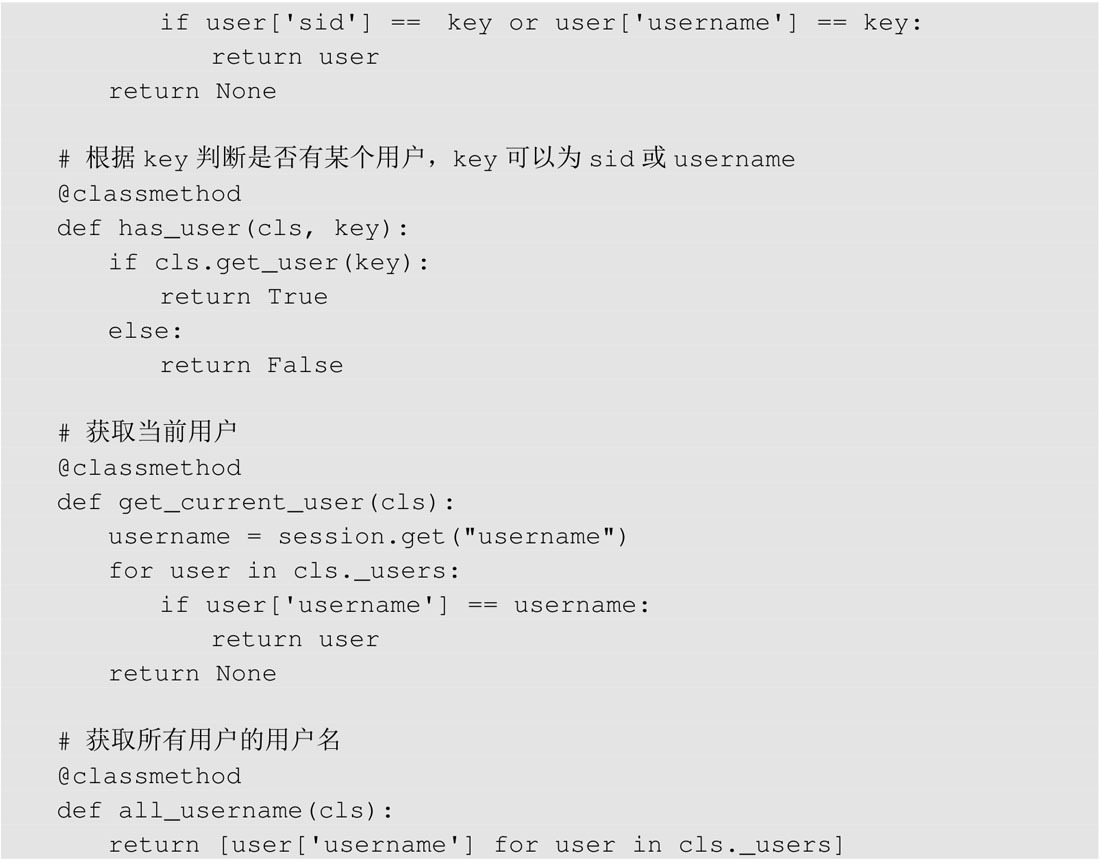 if user['sid'] ==  key or user['username'] == key:
return user
return None
# 根据 key 判断是否有某个用户，key 可以为 sid 或 username
@classmethod
def has_user(cls, key):
if cls.get_user(key):
return True
else:
return False
# 获取当前用户
@classmethod
def get_current_user(cls):
username = session.get("username")
for user in cls._users:
if user['username'] == username:
return user
return None
# 获取所有用户的用户名
@classmethod
def all_username(cls):
return [user['username'] for user in cls._users]